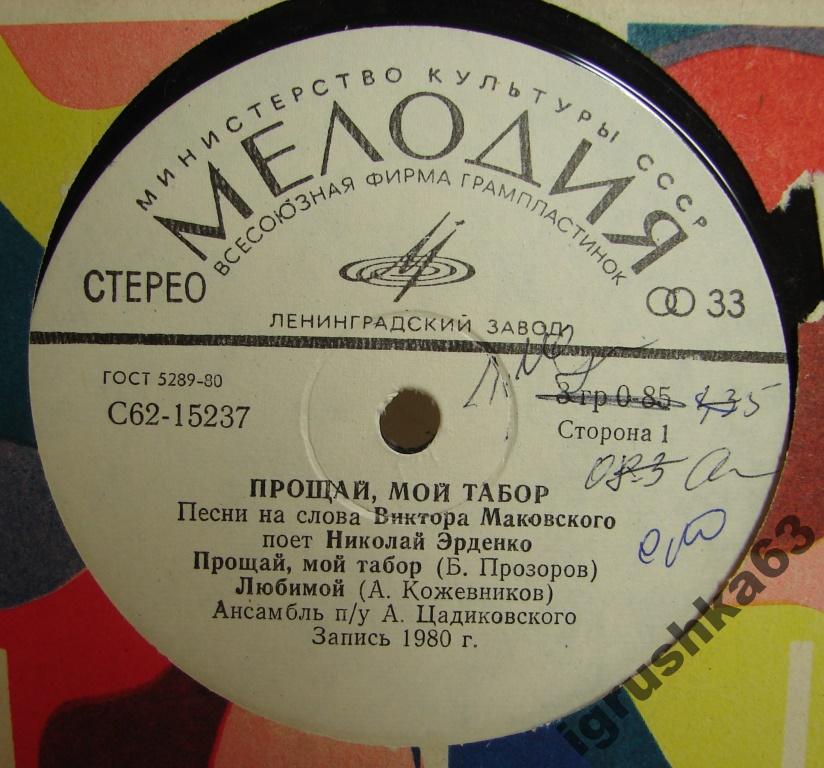 МИНИСТЕРСТВО КУЛЬТУРЫ СССР
МЕЛОДИЯ
ВСЕСОЮЗНАЯ ФИРМА ГРАМПЛАСТИНОК
СТЕРЕО
33
ЛЕНИНГРАДСКИЙ ЗАВОД
ГОСТ 5289-80
С62-15237
3 гр 0-85
Сторона 1
ПРОЩАЙ, МОЙ ТАБОР
Песни на слова Виктора Маковского
поет Николай Эрденко
Прощай, мой табор (Б. Прозоров)
Любимой (А. Кожевников)
Ансамбль п/у А. Цадиковского
Запись 1980 г.
igrushka63